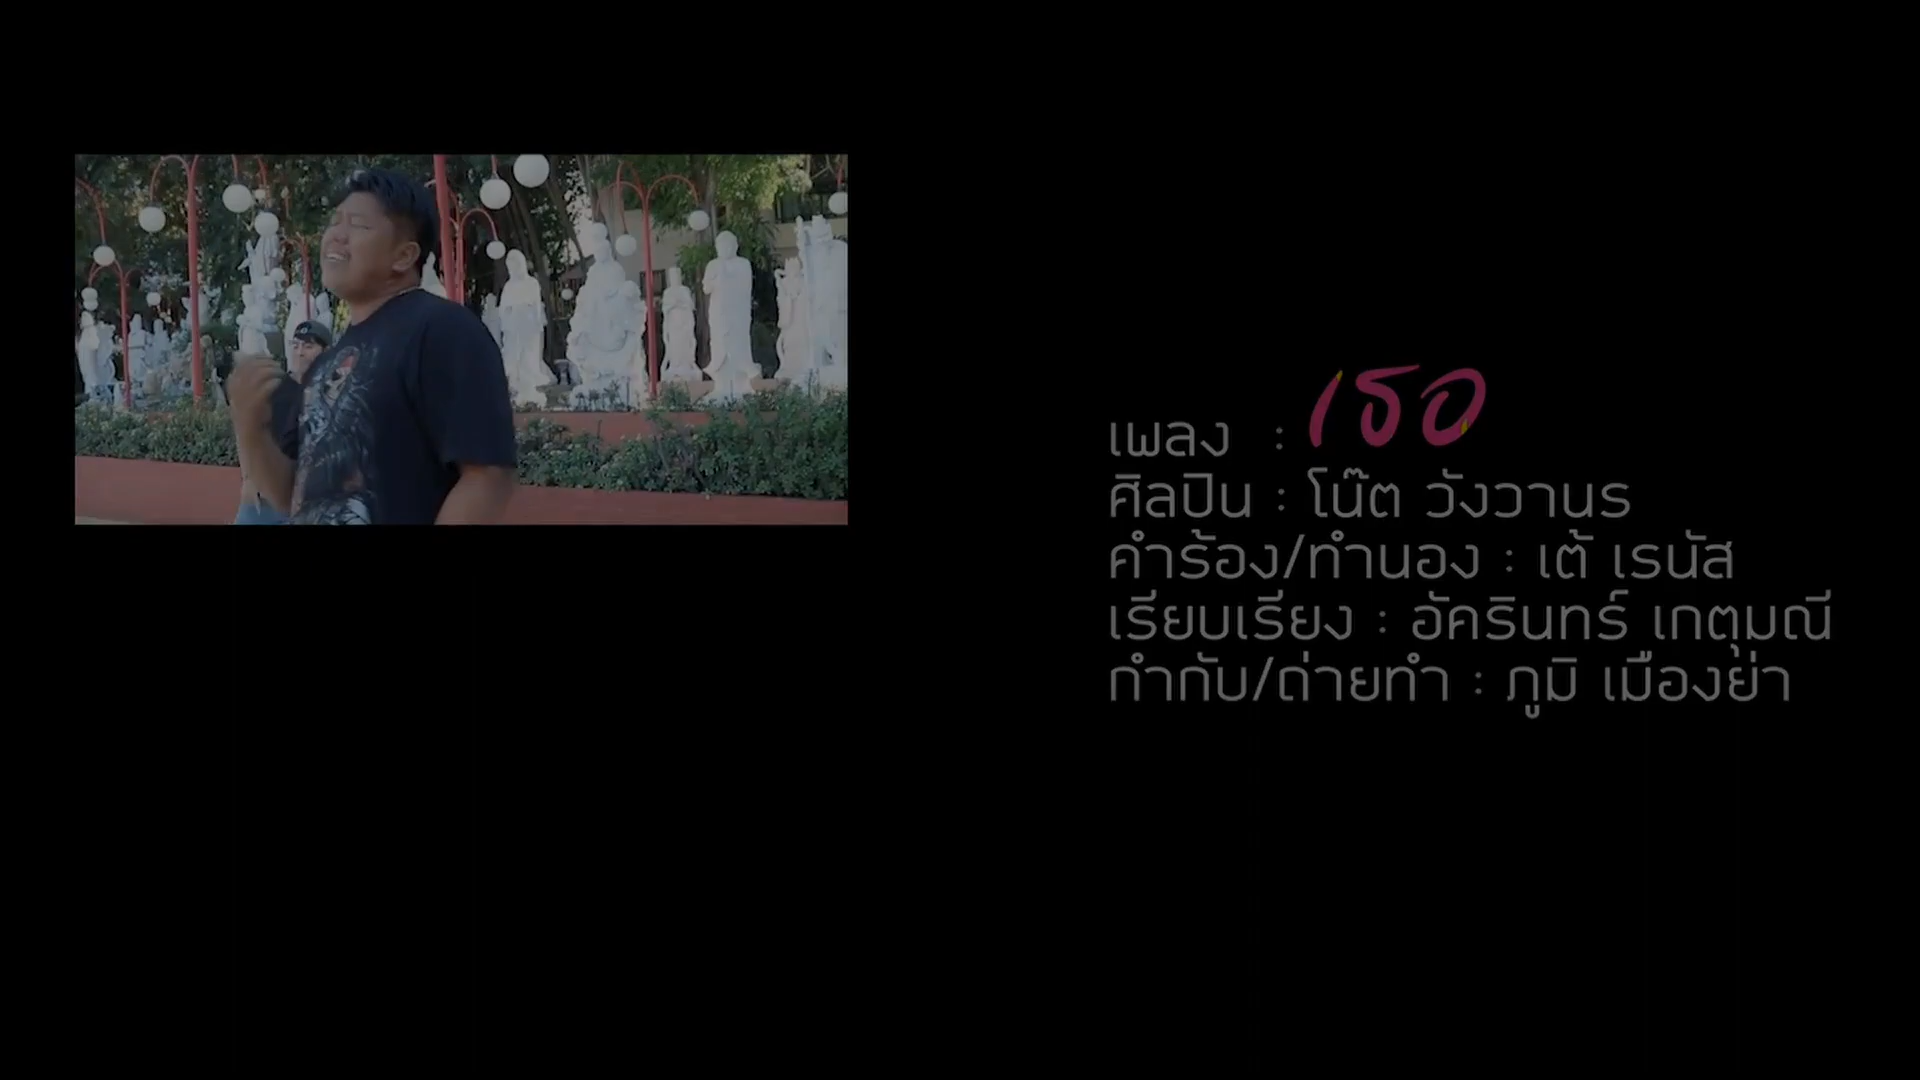 เพลง : เธอ
ศิลปิน : โน๊ต วังวานร
คำร้อง/ทำนอง : เต้ เรนัส
เรียบเรียง : อัครินทร์ เกตุมณี
กำกับ/ถ่ายทำ : ภูมิ เมืองย่า